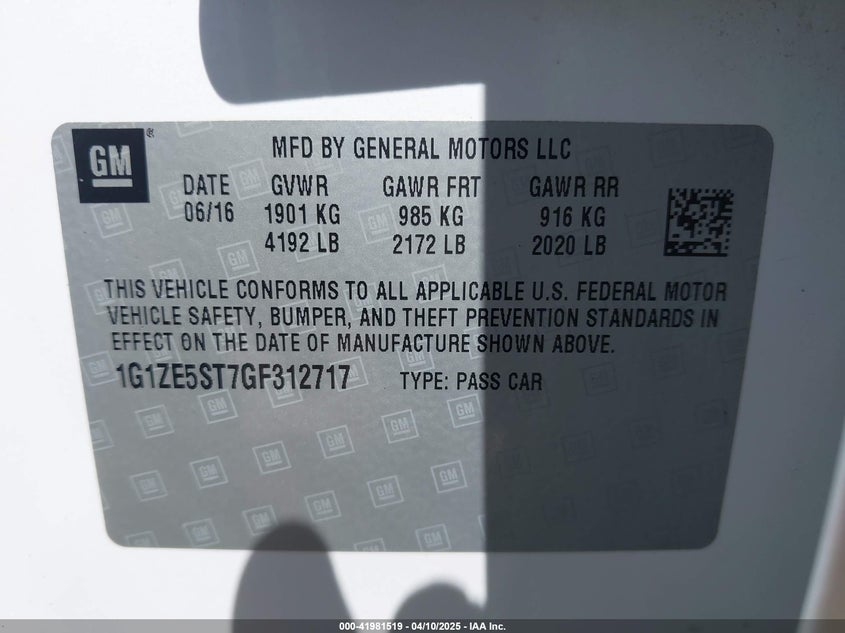 GM®
MFD BY GENERAL MOTORS LLC
DATE GVWR GAWR FRT GAWR RR
06/16 1901 KG 985 KG 916 KG
4192 LB 2172 LB 2020 LB
THIS VEHICLE CONFORMS TO ALL APPLICABLE U.S. FEDERAL MOTOR
VEHICLE SAFETY, BUMPER, AND THEFT PREVENTION STANDARDS IN
EFFECT ON THE DATE OF MANUFACTURE SHOWN ABOVE.
1G1ZE5ST7GF312717 TYPE: PASS CAR
000-41981519 - 04/10/2025 - IAA Inc.